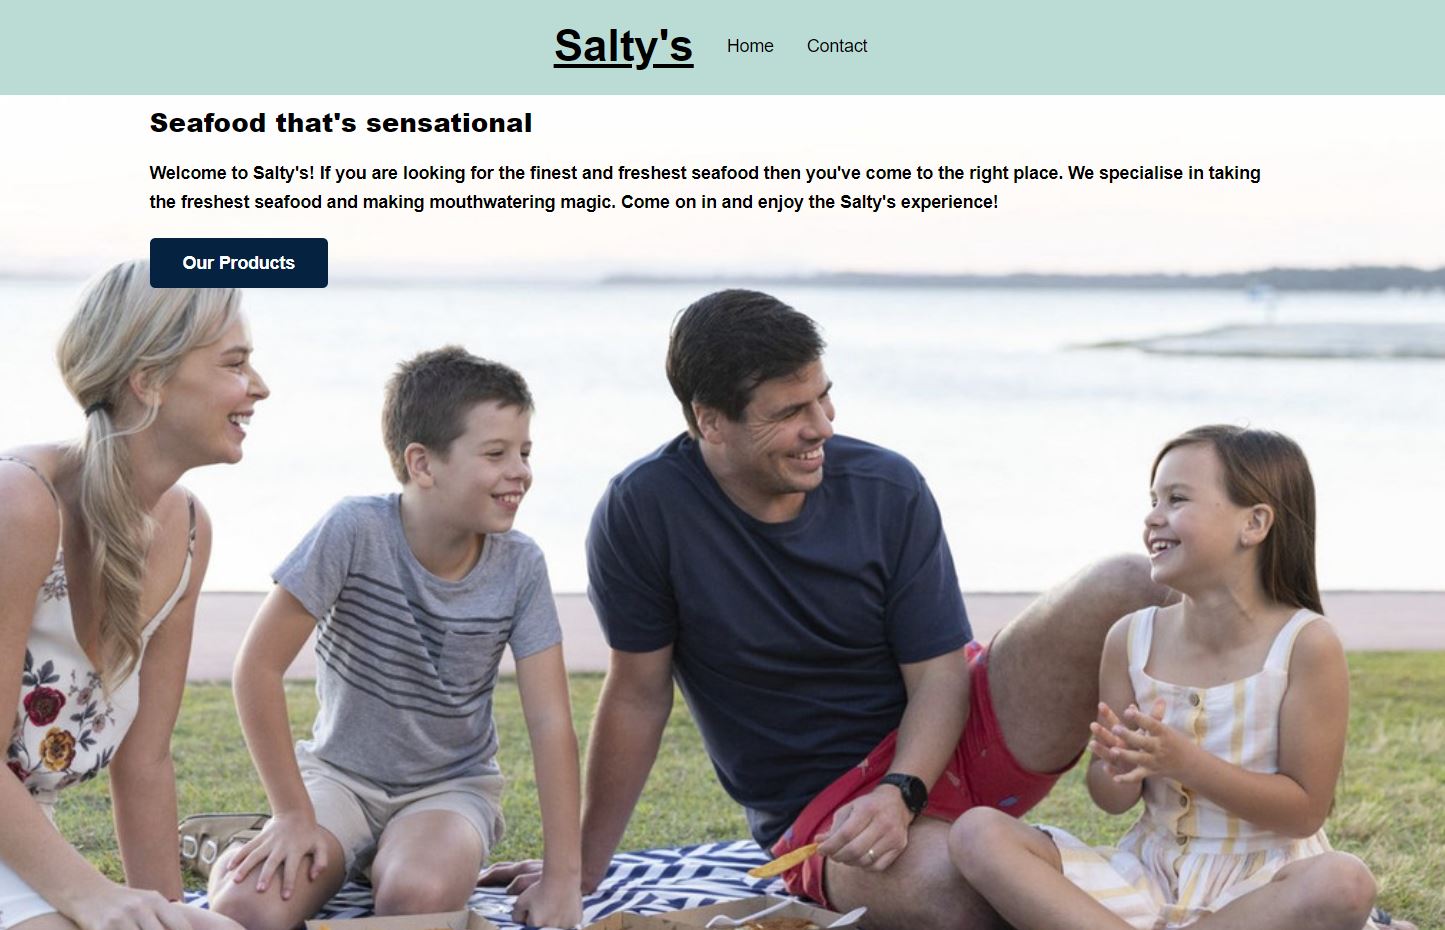 Salty's Home Contact
Seafood that's sensational
Welcome to Salty's! If you are looking for the finest and freshest seafood then you've come to the right place. We specialise in taking
the freshest seafood and making mouthwatering magic. Come on in and enjoy the Salty's experience!
Our Products